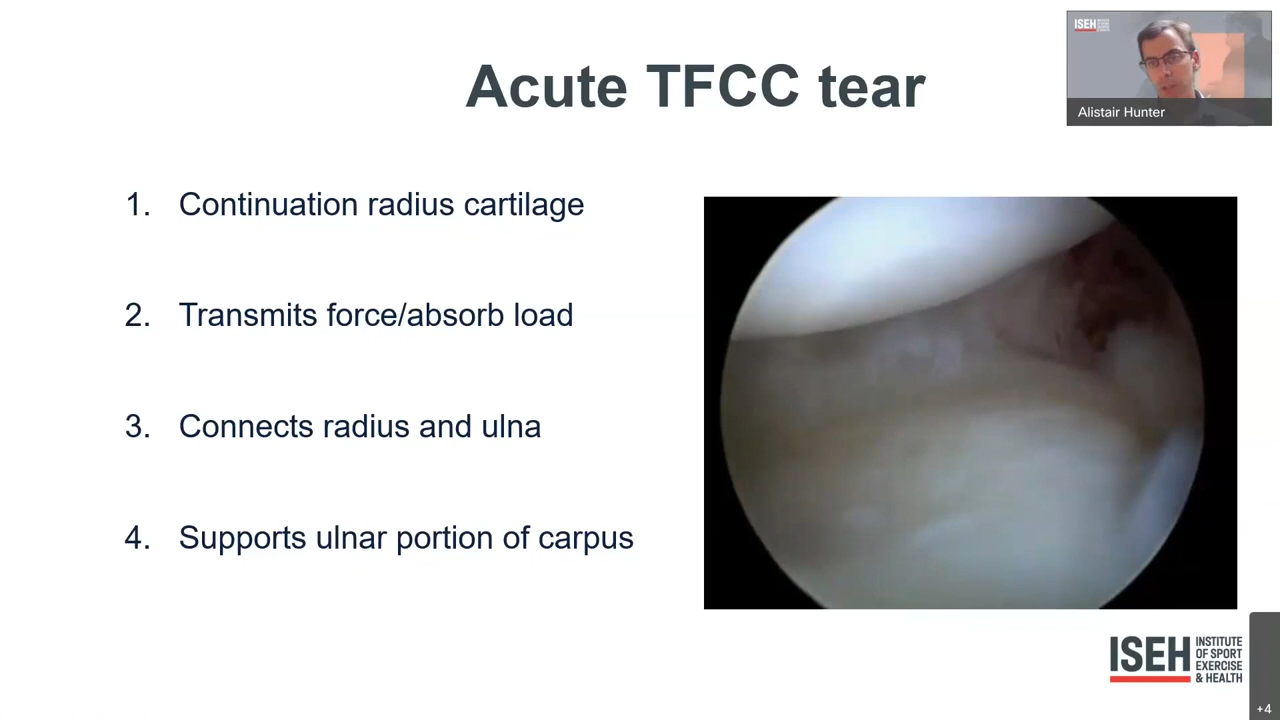 Acute TFCC tear
ISEH
Alistair Hunter
1. Continuation radius cartilage
2. Transmits force/absorb load
3. Connects radius and ulna
4. Supports ulnar portion of carpus
ISEH
INSTITUTE
OF SPORT
EXERCISE
& HEALTH
+4